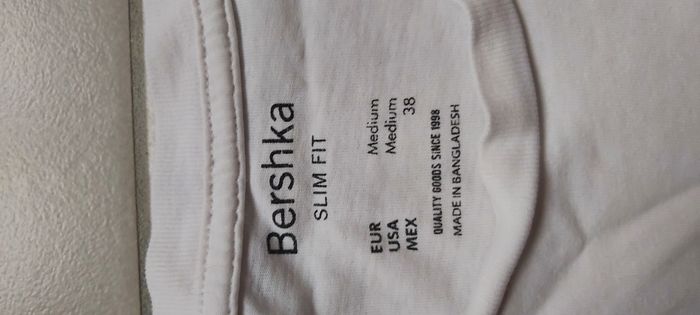 Bershka
SLIM FIT
EUR Medium
USA Medium
MEX 38
QUALITY GOODS SINCE 1998
MADE IN BANGLADESH